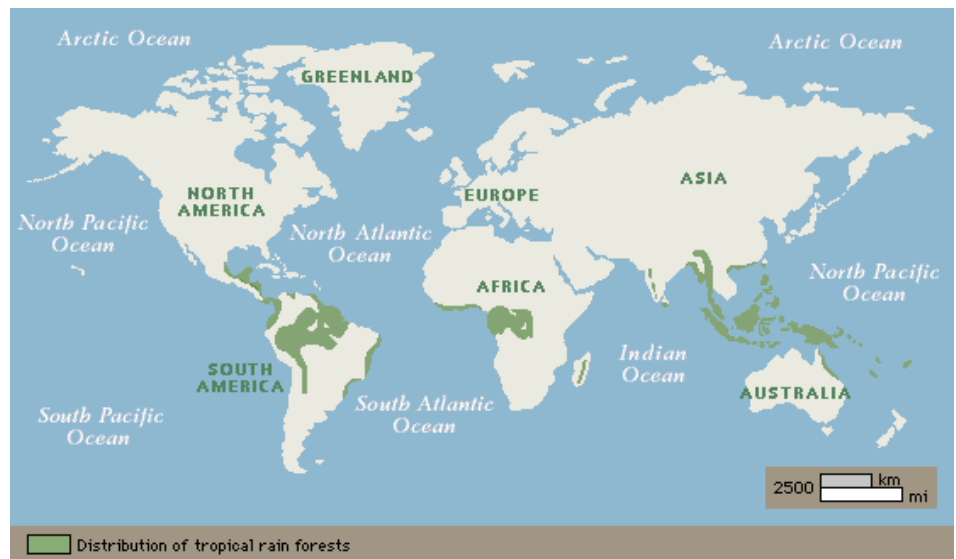 Arctic Ocean
Arctic Ocean
GREENLAND
NORTH
AMERICA
EUROPE
ASIA
North Pacific
Ocean
North Atlantic
Ocean
AFRICA
North Pacific
Ocean
SOUTH
AMERICA
Indian
Ocean
AUSTRALIA
South Pacific
Ocean
South Atlantic
Ocean
2500 km
mi
Distribution of tropical rain forests